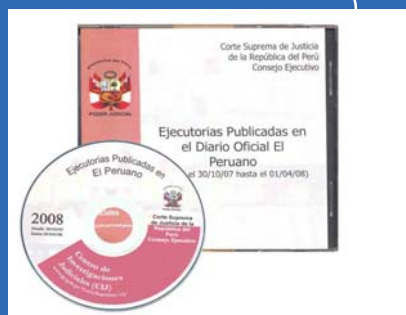 Corte Suprema de Justicia
de la República del Perú
Consejo Ejecutivo
PODER JUDICIAL
Ejecutorias Publicadas en
el Diario Oficial El
Peruano
el 30/10/07 hasta el 01/04/08)
Ejecutorias Publicadas en
El Peruano
2008
Corte Suprema
de Justicia de la
República del
Perú
Consejo Ejecutivo
Centro de
Investigaciones
Judiciales (CIJ)